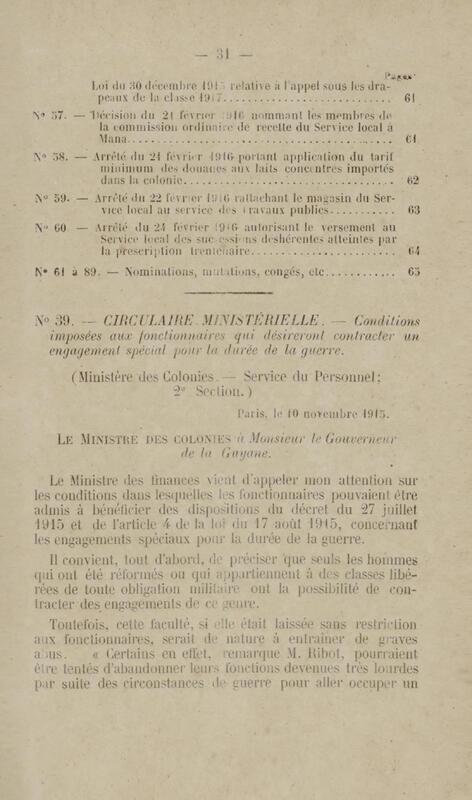 — 31 —
Pages
Loi du 30 décembre 1915 relative à l'appel sous les dra-
peaux de la classe 1917.......... 61
N° 57. — Décision du 21 février 1916 nommant les membres de
la commission ordinaire de recette du Service local à
Mana.......... 61
N° 58. — Arrêté du 21 février 1916 portant application du tarif
minimum des douanes aux laits concentrés importés
dans la colonie.......... 62
N° 59. — Arrêté du 22 février 1916 rattachant le magasin du Ser-
vice local au service des travaux publics.......... 63
N° 60 — Arrêté du 24 février 1916 autorisant le versement au
Service local des successions deshérentes atteintes par
la prescription trentenaire.......... 64
N° 61 à 89. — Nominations, mutations, congés, etc.......... 65
N° 39. — CIRCULAIRE MINISTÉRIELLE. — Conditions
imposées aux fonctionnaires qui désireront contracter un
engagement spécial pour la durée de la guerre.
(Ministère des Colonies. — Service du Personnel;
2e Section.)
Paris, le 10 novembre 1915.
LE MINISTRE DES COLONIES à Monsieur le Gouverneur
de la Guyane.
Le Ministre des finances vient d'appeler mon attention sur
les conditions dans lesquelles les fonctionnaires pouvaient être
admis à bénéficier des dispositions du décret du 27 juillet
1915 et de l'article 4 de la loi du 17 août 1915, concernant
les engagements spéciaux pour la durée de la guerre.
Il convient, tout d'abord, de préciser que seuls les hommes
qui ont été réformés ou qui appartiennent à des classes libé-
rées de toute obligation militaire ont la possibilité de con-
tracter des engagements de ce genre.
Toutefois, cette faculté, si elle était laissée sans restriction
aux fonctionnaires, serait de nature à entraîner de graves
abus. « Certains en effet, remarque M. Ribot, pourraient
être tentés d'abandonner leurs fonctions devenues très lourdes
par suite des circonstances de guerre pour aller occuper un